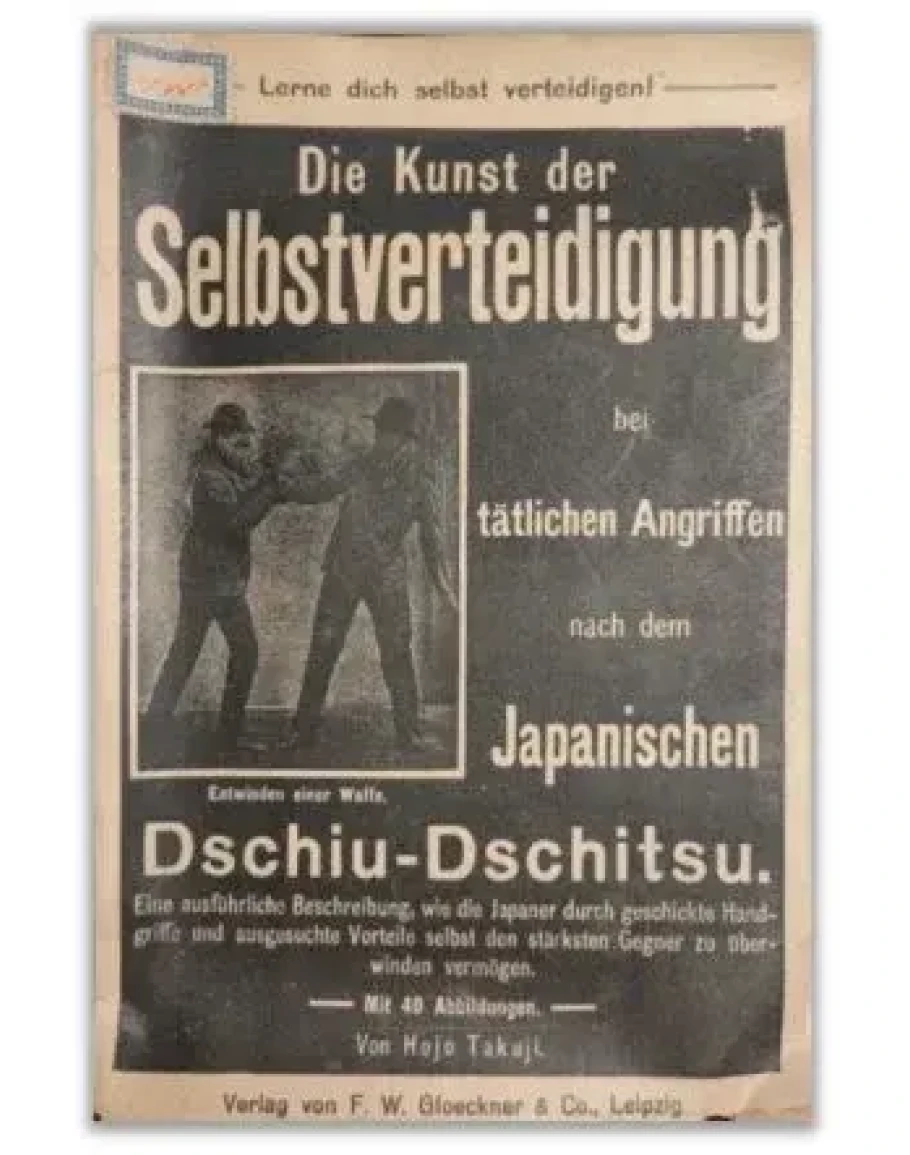 Lerne dich selbst verteidigen!
Die Kunst der
Selbstverteidigung
bei
tätlichen Angriffen
nach dem
Japanischen
Entwinden einer Waffe.
Dschiu-Dschitsu.
Eine ausführliche Beschreibung, wie die Japaner durch geschickte Hand-
griffe und ausgesuchte Vorteile selbst den stärksten Gegner zu über-
winden vermögen.
Mit 40 Abbildungen.
Von Hojo Takaji.
Verlag von F. W. Gloeckner & Co., Leipzig